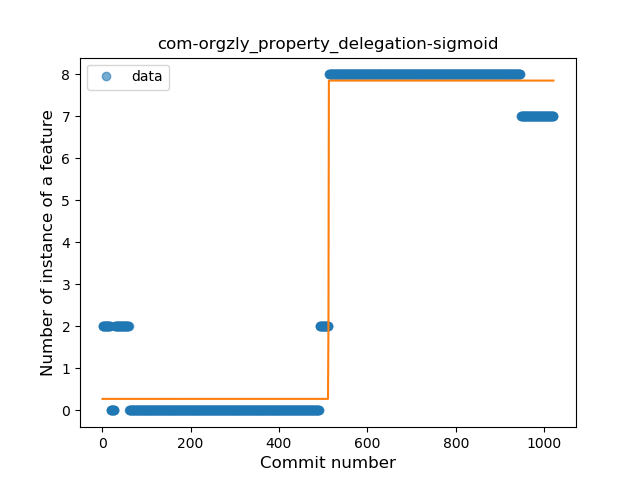 com-orgzly_property_delegation-sigmoid
data
Number of instance of a feature
8
7
6
5
4
3
2
1
0
0 200 400 600 800 1000
Commit number